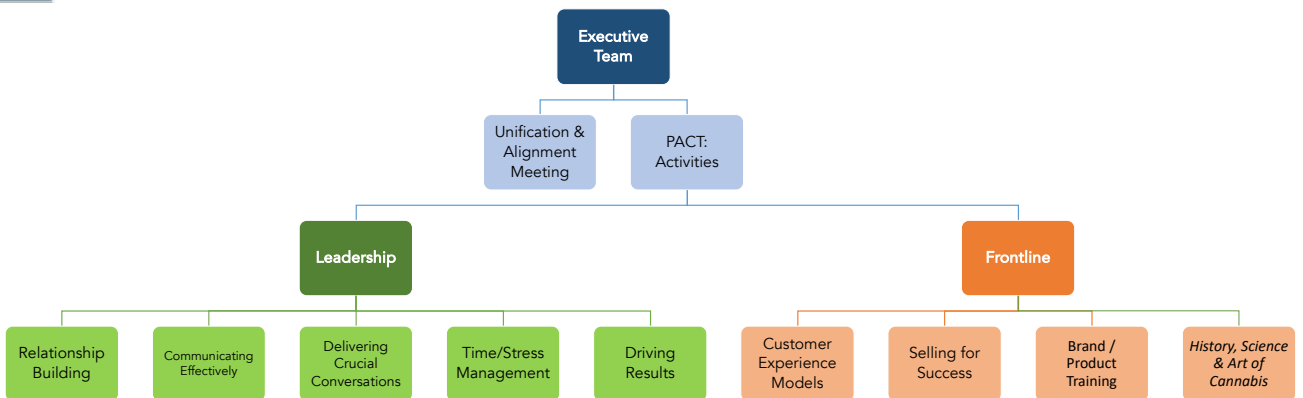 Executive
Team
Unification &
Alignment
Meeting
PACT:
Activities
Leadership
Frontline
Relationship
Building
Communicating
Effectively
Delivering
Crucial
Conversations
Time/Stress
Management
Driving
Results
Customer
Experience
Models
Selling for
Success
Brand /
Product
Training
History, Science
& Art of
Cannabis